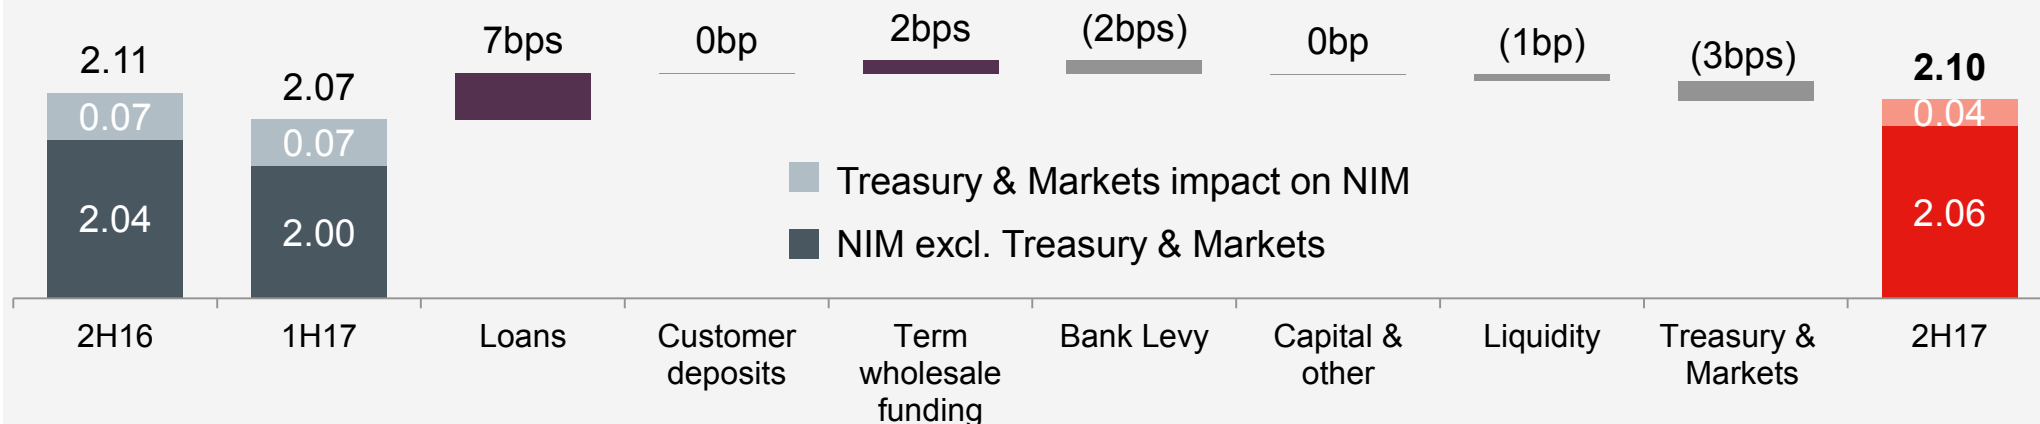 2.11
0.07
2.04
2.07
0.07
2.00
7bps
0bp
2bps
(2bps)
0bp
(1bp)
(3bps)
2.10
0.04
2.06
Treasury & Markets impact on NIM
NIM excl. Treasury & Markets
2H16
1H17
Loans
Customer
deposits
Term
wholesale
funding
Bank Levy
Capital &
other
Liquidity
Treasury &
Markets
2H17